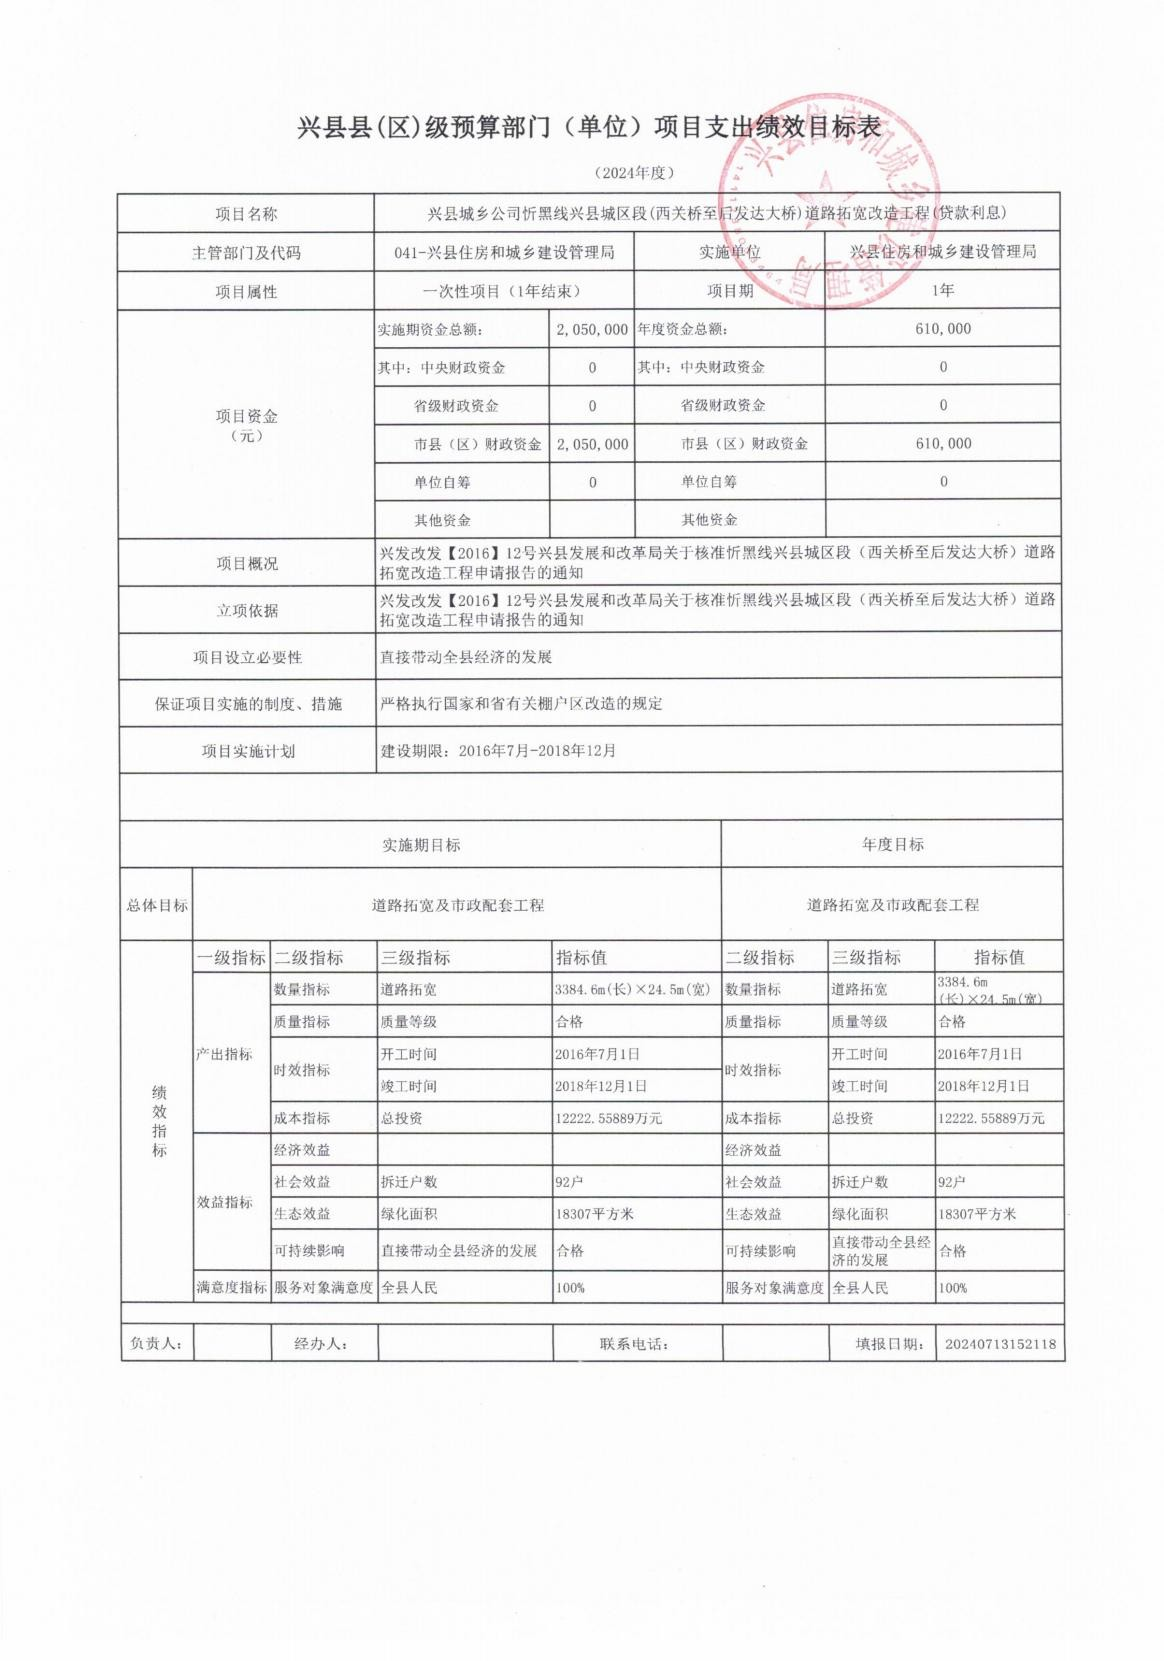 兴县县(区)级预算部门（单位）项目支出绩效目标表
（2024年度）
项目名称 兴县城乡公司忻黑线兴县城区段(西关桥至后发达大桥)道路拓宽改造工程(贷款利息)
主管部门及代码 041-兴县住房和城乡建设管理局 实施单位 兴县住房和城乡建设管理局
项目属性 一次性项目（1年结束） 项目期 1年
项目资金
（元）
实施期资金总额： 2,050,000 年度资金总额： 610,000
其中：中央财政资金 0 其中：中央财政资金 0
省级财政资金 0 省级财政资金 0
市县（区）财政资金 2,050,000 市县（区）财政资金 610,000
单位自筹 0 单位自筹 0
其他资金 其他资金
项目概况 兴发改发【2016】12号兴县发展和改革局关于核准忻黑线兴县城区段（西关桥至后发达大桥）道路
拓宽改造工程申请报告的通知
立项依据 兴发改发【2016】12号兴县发展和改革局关于核准忻黑线兴县城区段（西关桥至后发达大桥）道路
拓宽改造工程申请报告的通知
项目设立必要性 直接带动全县经济的发展
保证项目实施的制度、措施 严格执行国家和省有关棚户区改造的规定
项目实施计划 建设期限：2016年7月-2018年12月
实施期目标 年度目标
总体目标 道路拓宽及市政配套工程 道路拓宽及市政配套工程
绩效指标
一级指标 二级指标 三级指标 指标值 二级指标 三级指标 指标值
产出指标
数量指标 道路拓宽 3384.6m(长)×24.5m(宽) 数量指标 道路拓宽 3384.6m
(长)×24.5m(宽)
质量指标 质量等级 合格 质量指标 质量等级 合格
时效指标 开工时间 2016年7月1日 时效指标 开工时间 2016年7月1日
竣工时间 2018年12月1日 竣工时间 2018年12月1日
成本指标 总投资 12222.55889万元 成本指标 总投资 12222.55889万元
效益指标
经济效益 经济效益
社会效益 拆迁户数 92户 社会效益 拆迁户数 92户
生态效益 绿化面积 18307平方米 生态效益 绿化面积 18307平方米
可持续影响 直接带动全县经济的发展 合格 可持续影响 直接带动全县经
济的发展 合格
满意度指标 服务对象满意度 全县人民 100% 服务对象满意度 全县人民 100%
负责人： 经办人： 联系电话： 填报日期： 20240713152118
兴县住房和城乡建设管理局